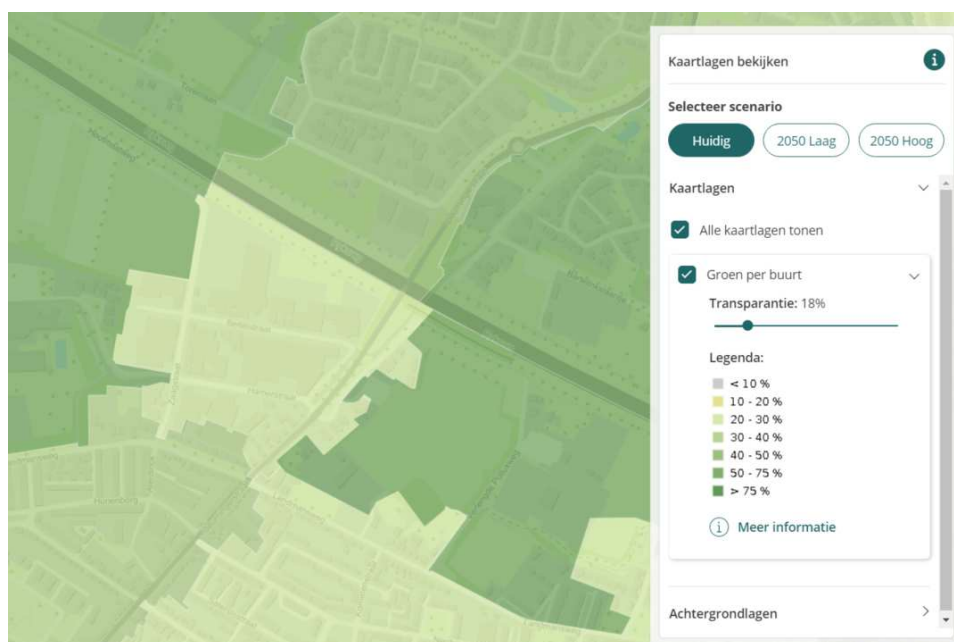 Kaartlagen bekijken
i
Selecteer scenario
Huidig
2050 Laag
2050 Hoog
Kaartlagen
Alle kaartlagen tonen
Groen per buurt
Transparantie: 18%
Legenda:
< 10 %
10 - 20 %
20 - 30 %
30 - 40 %
40 - 50 %
50 - 75 %
> 75 %
i Meer informatie
Achtergrondlagen